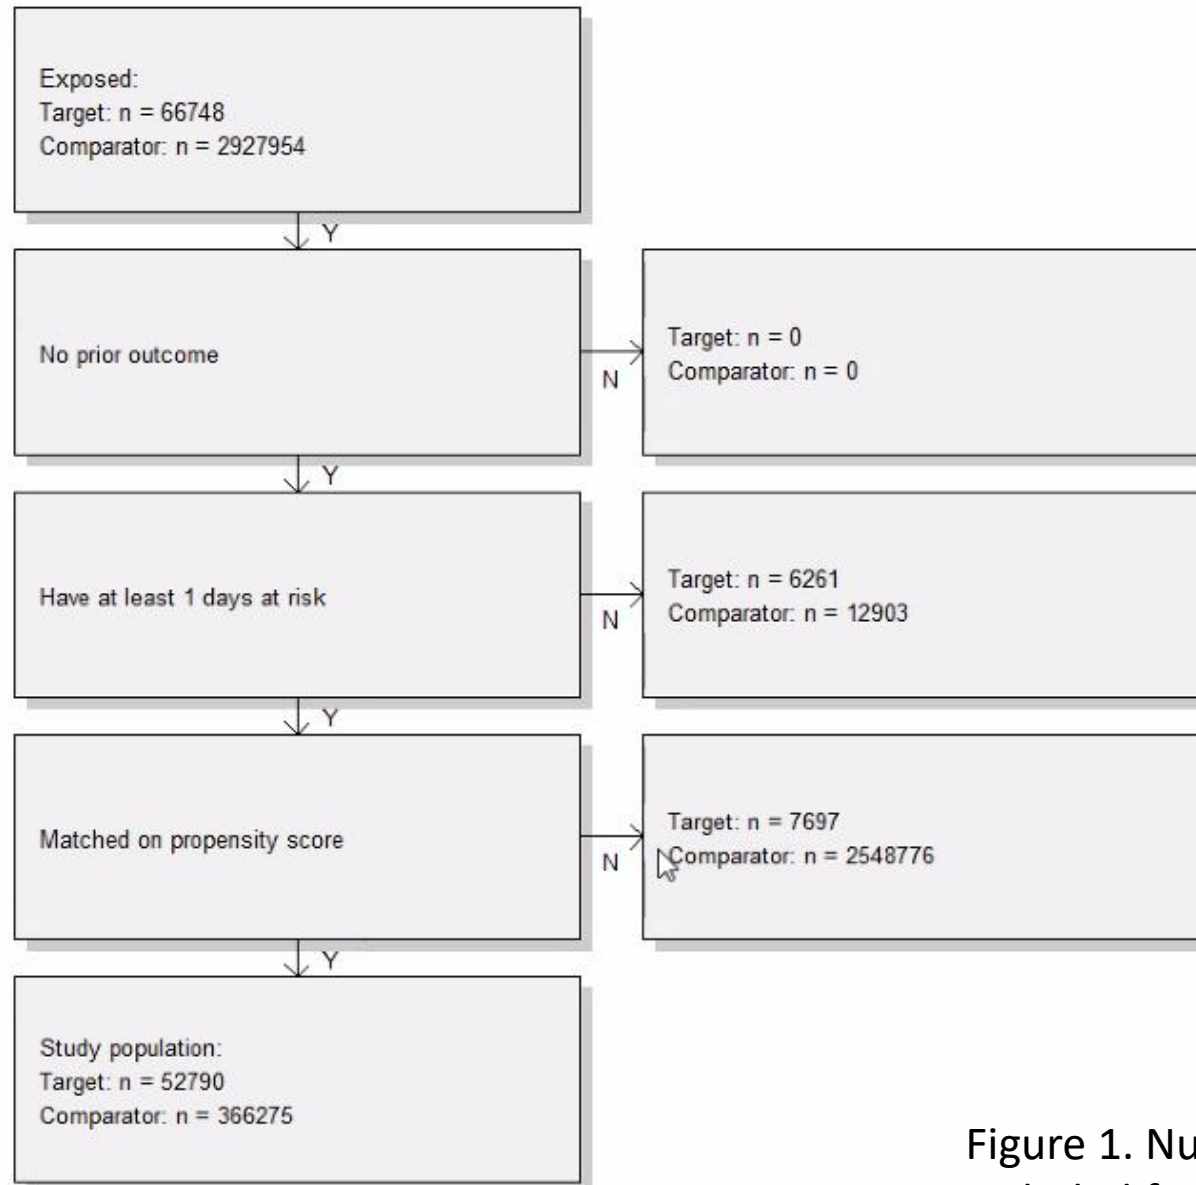 Exposed:
Target: n = 66748
Comparator: n = 2927954
Y
No prior outcome
N
Target: n = 0
Comparator: n = 0
Y
Have at least 1 days at risk
N
Target: n = 6261
Comparator: n = 12903
Y
Matched on propensity score
N
Target: n = 7697
Comparator: n = 2548776
Y
Study population:
Target: n = 52790
Comparator: n = 366275
Figure 1. Nu